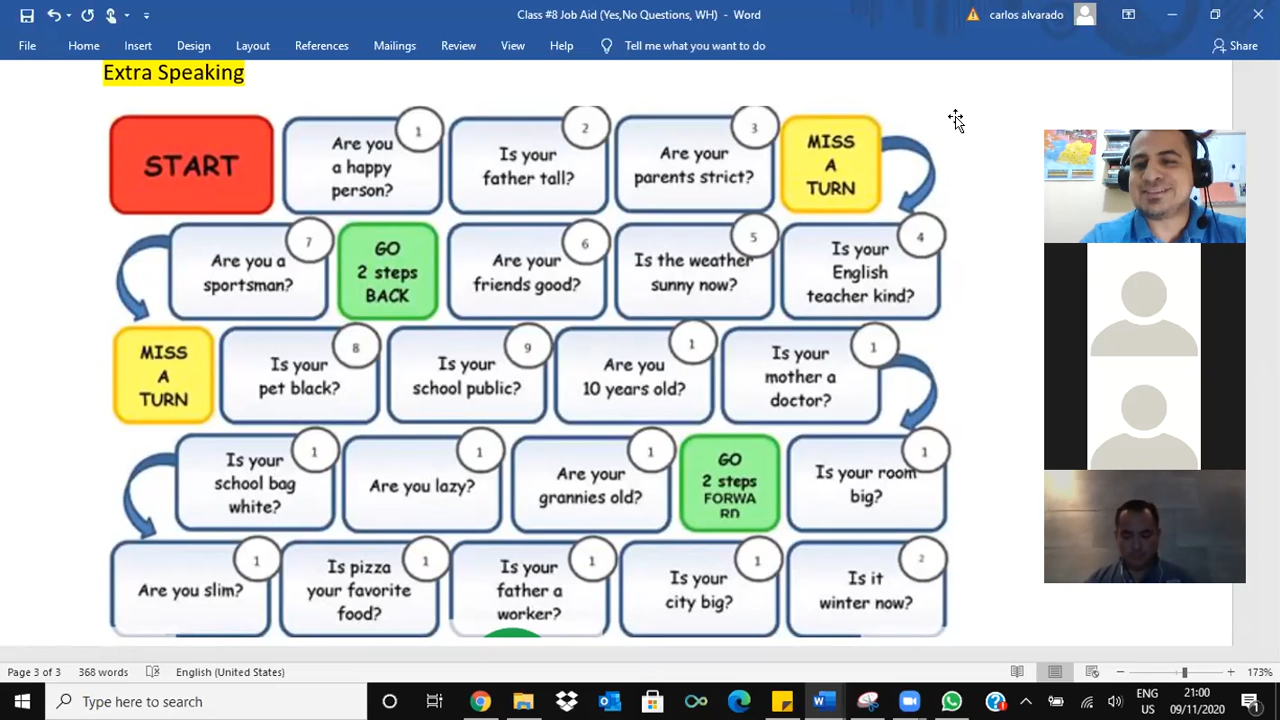 Class #8 Job Aid (Yes,No Questions, WH) - Word
carlos alvarado
File Home Insert Design Layout References Mailings Review View Help Tell me what you want to do Share
Extra Speaking
START
1
Are you
a happy
person?
2
Is your
father tall?
3
Are your
parents strict?
MISS
A
TURN
7
Are you a
sportsman?
GO
2 steps
BACK
6
Are your
friends good?
5
Is the weather
sunny now?
4
Is your
English
teacher kind?
MISS
A
TURN
8
Is your
pet black?
9
Is your
school public?
1
Are you
10 years old?
1
Is your
mother a
doctor?
1
Is your
school bag
white?
1
Are you lazy?
1
Are your
grannies old?
GO
2 steps
FORWA
RD
1
Is your room
big?
1
Are you slim?
1
Is pizza
your favorite
food?
1
Is your
father a
worker?
1
Is your
city big?
2
Is it
winter now?
Page 3 of 3 368 words English (United States) 173%
Type here to search
ENG
US
21:00
09/11/2020